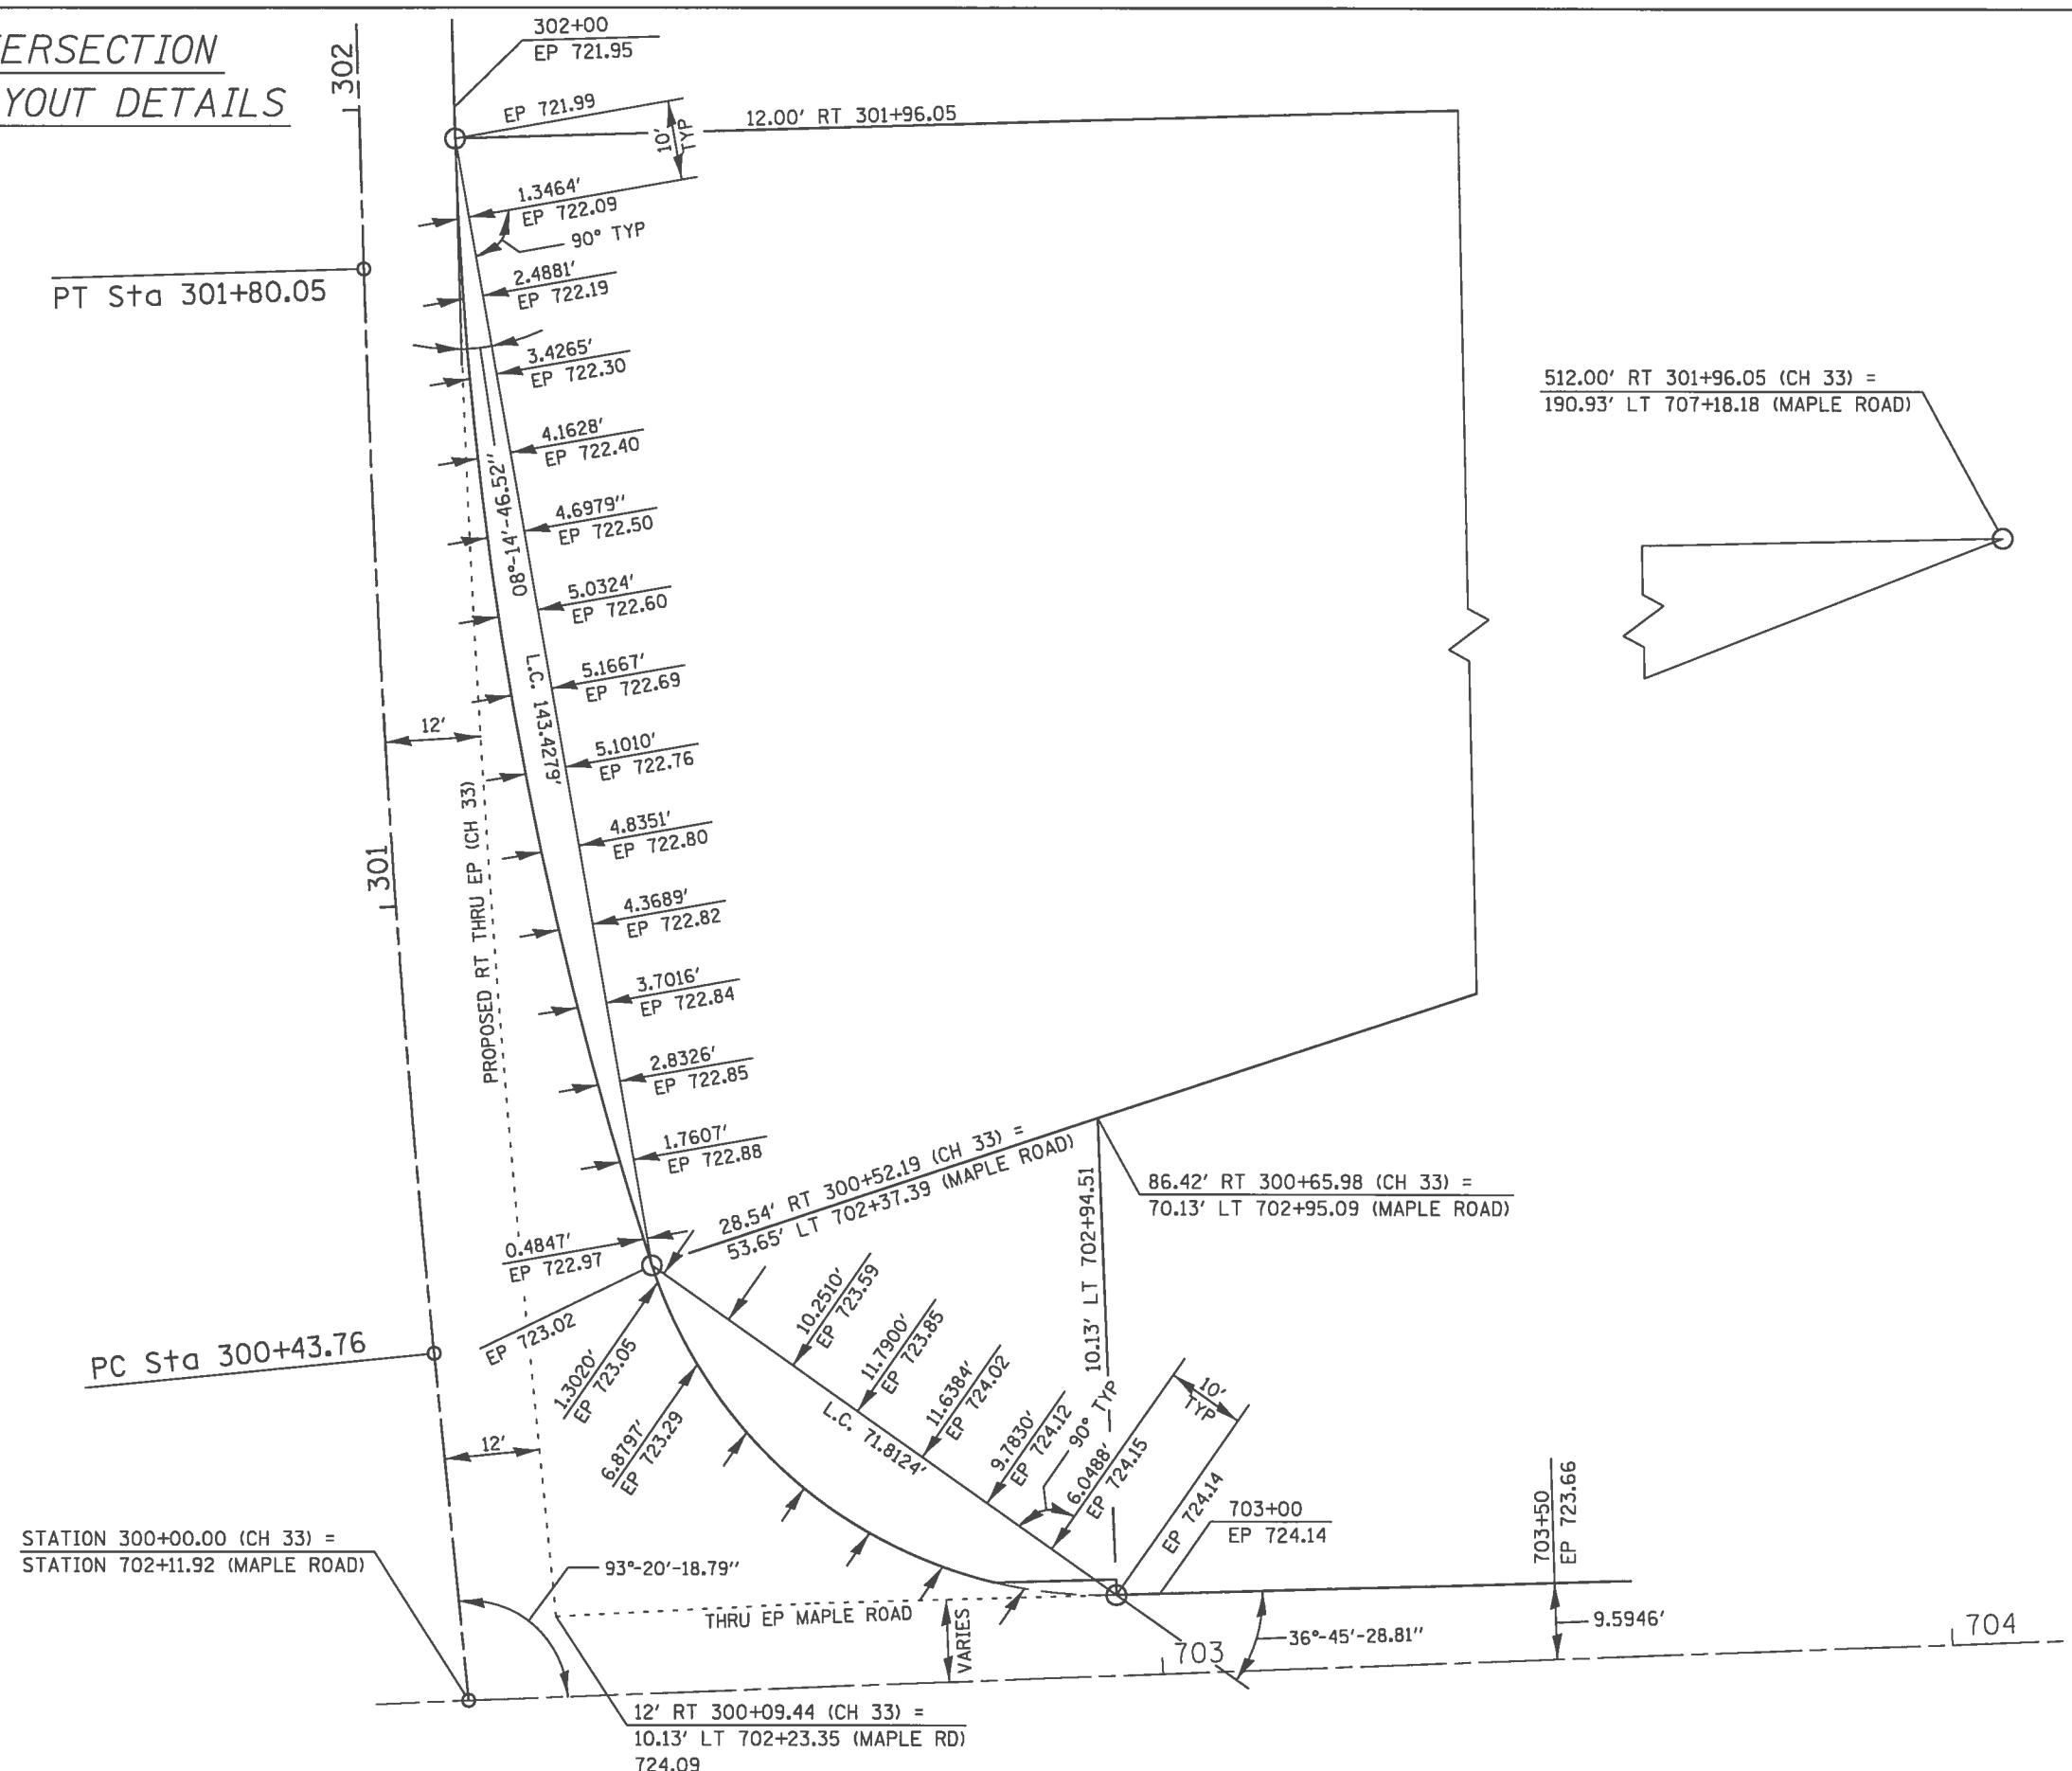 ERSECTION
YOUT DETAILS
302
302+00
EP 721.95
EP 721.99
12.00' RT 301+96.05
10'
TYP
1.3464'
EP 722.09
90° TYP
PT Sta 301+80.05
2.4881'
EP 722.19
3.4265'
EP 722.30
512.00' RT 301+96.05 (CH 33) =
190.93' LT 707+18.18 (MAPLE ROAD)
4.1628'
EP 722.40
08°-14'-46.52"
4.6979"
EP 722.50
5.0324'
EP 722.60
L.C. 143.4279'
5.1667'
EP 722.69
12'
5.1010'
EP 722.76
PROPOSED RT THRU EP (CH 33)
4.8351'
EP 722.80
301
4.3689'
EP 722.82
3.7016'
EP 722.84
2.8326'
EP 722.85
1.7607'
EP 722.88
28.54' RT 300+52.19 (CH 33) =
53.65' LT 702+37.39 (MAPLE ROAD)
10.13' LT 702+94.51
86.42' RT 300+65.98 (CH 33) =
70.13' LT 702+95.09 (MAPLE ROAD)
0.4847'
EP 722.97
EP 723.02
PC Sta 300+43.76
1.3020'
EP 723.05
6.8797'
EP 723.29
10.2510'
EP 723.59
11.7900'
EP 723.85
11.6384'
EP 724.02
9.7830'
EP 724.12
90° TYP
6.0488'
EP 724.15
10'
TYP
L.C. 71.8124'
EP 724.14
12'
703+00
EP 724.14
703+50
EP 723.66
STATION 300+00.00 (CH 33) =
STATION 702+11.92 (MAPLE ROAD)
93°-20'-18.79"
THRU EP MAPLE ROAD
VARIES
703
36°-45'-28.81"
9.5946'
704
12' RT 300+09.44 (CH 33) =
10.13' LT 702+23.35 (MAPLE RD)
724.09